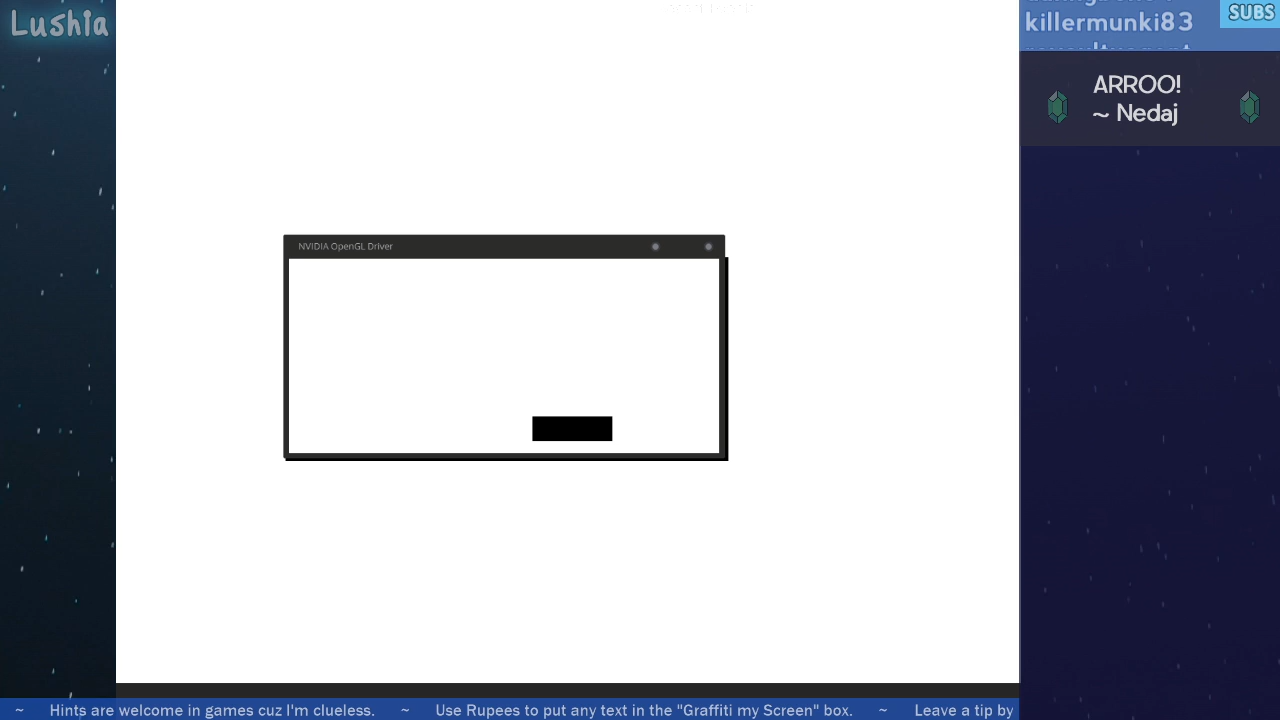 Lushia
killermunki83
SUBS
ARROO!
~ Nedaj
NVIDIA OpenGL Driver
~ Hints are welcome in games cuz I'm clueless. ~ Use Rupees to put any text in the "Graffiti my Screen" box. ~ Leave a tip by